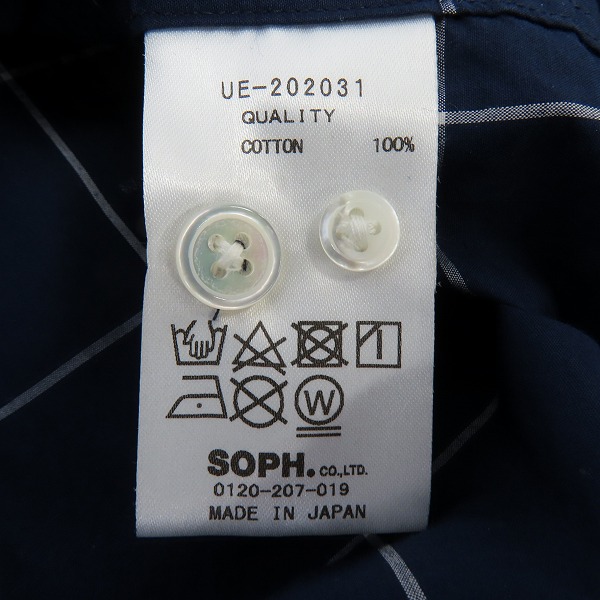 UE-202031
QUALITY
COTTON 100%
W
SOPH. CO.,LTD.
0120-207-019
MADE IN JAPAN